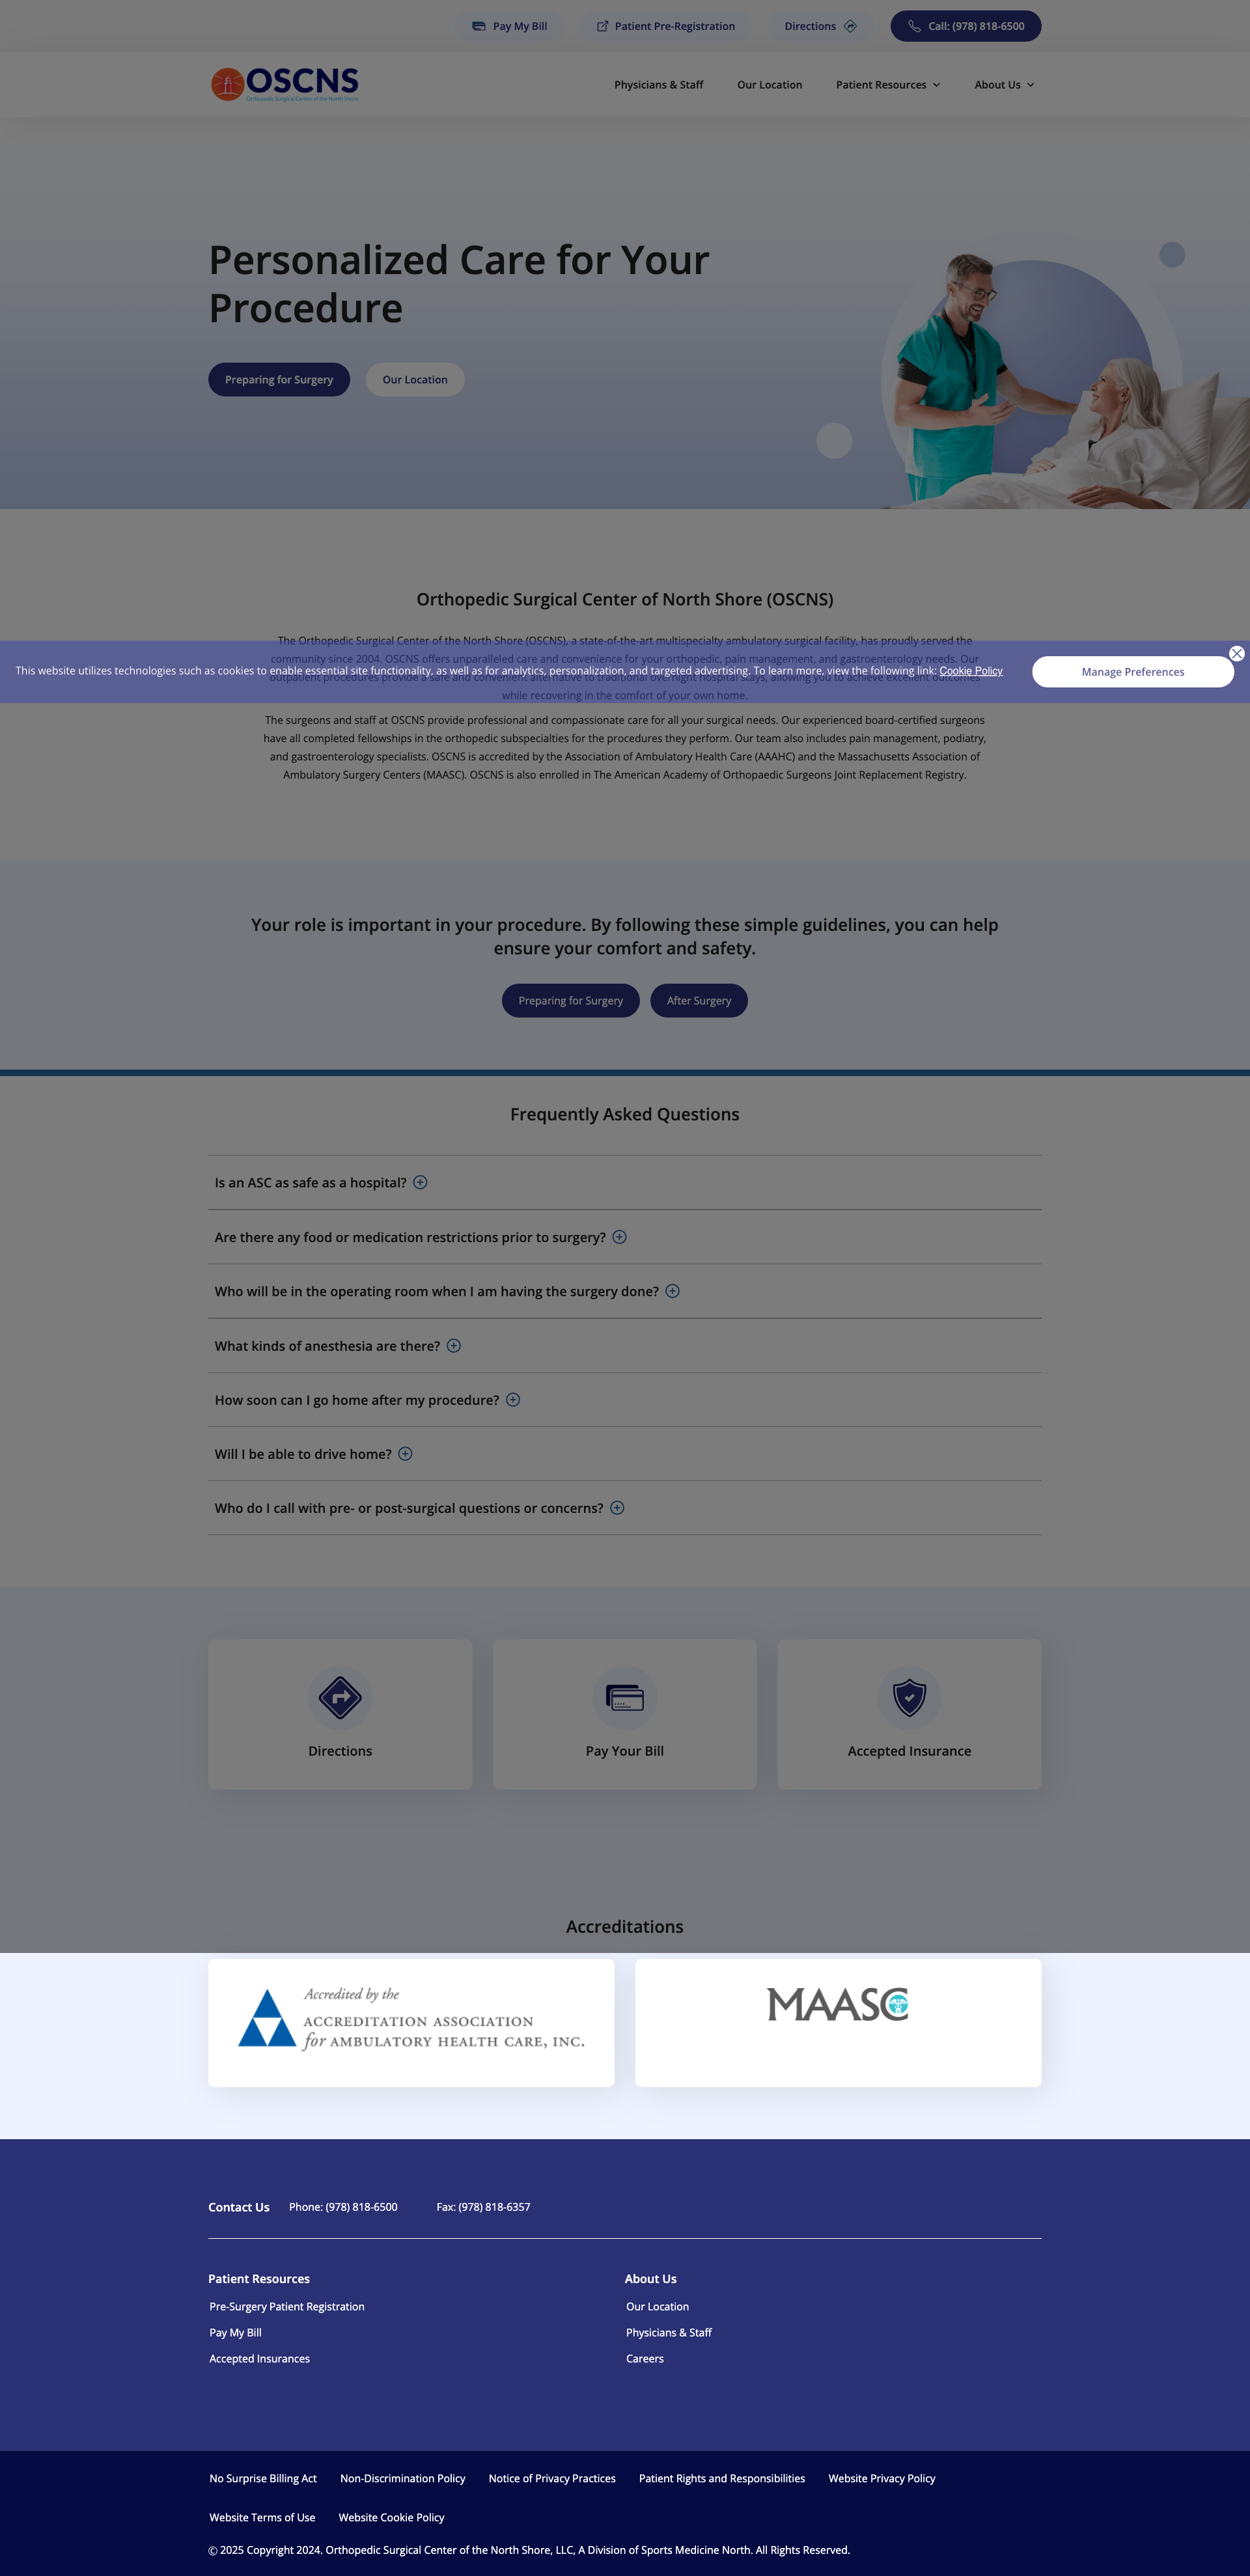 Pay My Bill
Patient Pre-Registration
Directions
Call: (978) 818-6500
OSCNS
Orthopedic Surgical Center of the North Shore
Physicians & Staff
Our Location
Patient Resources
About Us
Personalized Care for Your
Procedure
Preparing for Surgery
Our Location
Orthopedic Surgical Center of North Shore (OSCNS)
The Orthopedic Surgical Center of the North Shore (OSCNS), a state-of-the-art multispecialty ambulatory surgical facility, has proudly served the
community since 2004. OSCNS offers unparalleled care and convenience for your orthopedic, pain management, and gastroenterology needs. Our
This website utilizes technologies such as cookies to enable essential site functionality, as well as for analytics, personalization, and targeted advertising. To learn more, view the following link: Cookie Policy
Manage Preferences
outpatient procedures provide a safe and convenient alternative to traditional overnight hospital stays, allowing you to achieve excellent outcomes
while recovering in the comfort of your own home.
The surgeons and staff at OSCNS provide professional and compassionate care for all your surgical needs. Our experienced board-certified surgeons
have all completed fellowships in the orthopedic subspecialties for the procedures they perform. Our team also includes pain management, podiatry,
and gastroenterology specialists. OSCNS is accredited by the Association of Ambulatory Health Care (AAAHC) and the Massachusetts Association of
Ambulatory Surgery Centers (MAASC). OSCNS is also enrolled in The American Academy of Orthopaedic Surgeons Joint Replacement Registry.
Your role is important in your procedure. By following these simple guidelines, you can help
ensure your comfort and safety.
Preparing for Surgery
After Surgery
Frequently Asked Questions
Is an ASC as safe as a hospital?
Are there any food or medication restrictions prior to surgery?
Who will be in the operating room when I am having the surgery done?
What kinds of anesthesia are there?
How soon can I go home after my procedure?
Will I be able to drive home?
Who do I call with pre- or post-surgical questions or concerns?
Directions
Pay Your Bill
Accepted Insurance
Accreditations
Accredited by the
ACCREDITATION ASSOCIATION
for AMBULATORY HEALTH CARE, INC.
MAASC
Contact Us
Phone: (978) 818-6500
Fax: (978) 818-6357
Patient Resources
Pre-Surgery Patient Registration
Pay My Bill
Accepted Insurances
About Us
Our Location
Physicians & Staff
Careers
No Surprise Billing Act
Non-Discrimination Policy
Notice of Privacy Practices
Patient Rights and Responsibilities
Website Privacy Policy
Website Terms of Use
Website Cookie Policy
© 2025 Copyright 2024. Orthopedic Surgical Center of the North Shore, LLC, A Division of Sports Medicine North. All Rights Reserved.